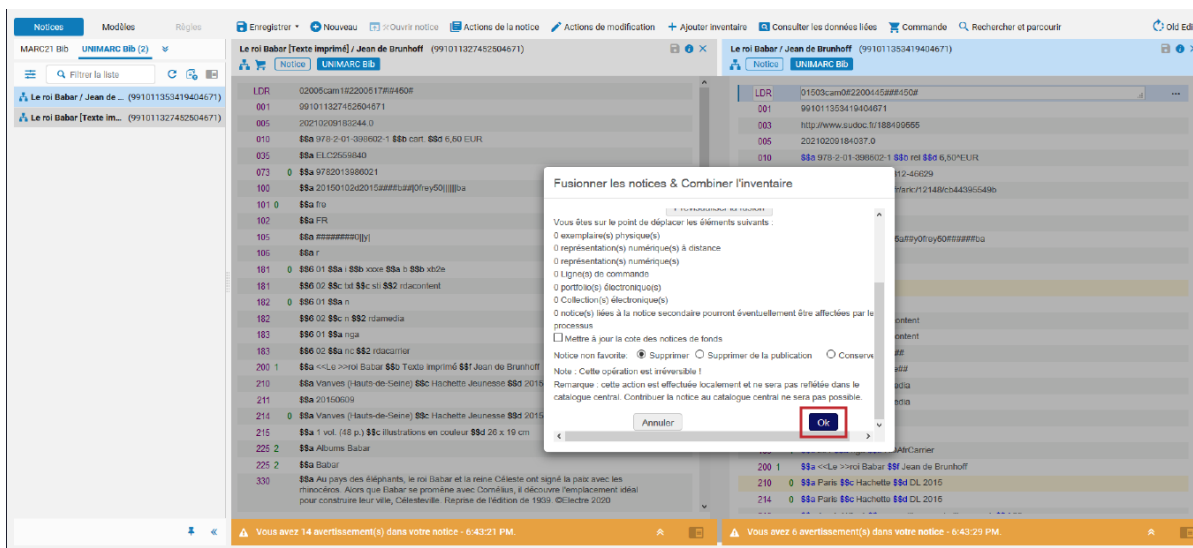 Notices Modèles Règles Enregistrer Nouveau Ouvrir notice Actions de la notice Actions de modification Ajouter inventaire Consulter les données liées Commande Rechercher et parcourir Old Edi
MARC21 Bib UNIMARC Bib (2)
Filtrer la liste
Le roi Babar / Jean de ... (991011353419404671)
Le roi Babar [Texte im... (991011327452504671)
Le roi Babar [Texte imprimé] / Jean de Brunhoff (991011327452504671)
Notice UNIMARC Bib
LDR 02005cam1#2200517###450#
001 991011327452504671
005 20210209183244.0
010 $$a 978-2-01-398602-1 $$b cart. $$d 6,50 EUR
035 $$a ELC2559840
073 0 $$a 9782013986021
100 $$a 20150102d2015####b##|0frey50||||||ba
101 0 $$a fre
102 $$a FR
105 $$a ########0||y|
106 $$a r
181 0 $$6 01 $$a i $$b xxxe $$a b $$b xb2e
181 $$6 02 $$c txt $$c sti $$2 rdacontent
182 0 $$6 01 $$a n
182 $$6 02 $$c n $$2 rdamedia
183 $$6 01 $$a nga
183 $$6 02 $$a nc $$2 rdacarrier
200 1 $$a <<Le >>roi Babar $$b Texte imprimé $$f Jean de Brunhoff
210 $$a Vanves (Hauts-de-Seine) $$c Hachette Jeunesse $$d 2015
211 $$a 20150609
214 0 $$a Vanves (Hauts-de-Seine) $$c Hachette Jeunesse $$d 2015
215 $$a 1 vol. (48 p.) $$c illustrations en couleur $$d 26 x 19 cm
225 2 $$a Albums Babar
225 2 $$a Babar
330 $$a Au pays des éléphants, le roi Babar et la reine Céleste ont signé la paix avec les
rhinocéros. Alors que Babar se promène avec Cornélius, il découvre l'emplacement idéal
pour construire leur ville, Célesteville. Reprise de l'édition de 1939. ©Electre 2020
Vous avez 14 avertissement(s) dans votre notice - 6:43:21 PM.
Le roi Babar / Jean de Brunhoff (991011353419404671)
Notice UNIMARC Bib
LDR 01503cam0#2200445###450#
001 991011353419404671
003 http://www.sudoc.fr/188499555
005 20210209184037.0
010 $$a 978-2-01-398602-1 $$b rel $$d 6,50*EUR
12-46629
r/ark:/12148/cb44395549b
6a##y0frey50######ba
ontent
ontent
##
e##
edia
edia
AfrCarrier
200 1 $$a <<Le >>roi Babar $$f Jean de Brunhoff
210 0 $$a Paris $$c Hachette $$d DL 2015
214 0 $$a Paris $$c Hachette $$d DL 2015
Vous avez 6 avertissement(s) dans votre notice - 6:43:29 PM.
Fusionner les notices & Combiner l'inventaire
Vous êtes sur le point de déplacer les éléments suivants :
0 exemplaire(s) physique(s)
0 représentation(s) numérique(s) à distance
0 représentation(s) numérique(s)
0 Ligne(s) de commande
0 portfolio(s) électronique(s)
0 Collection(s) électronique(s)
0 notice(s) liées à la notice secondaire pourront éventuellement être affectées par le
processus
Mettre à jour la cote des notices de fonds
Notice non favorite: Supprimer Supprimer de la publication Conserve
Note : Cette opération est irréversible !
Remarque : cette action est effectuée localement et ne sera pas reflétée dans le
catalogue central. Contribuer la notice au catalogue central ne sera pas possible.
Annuler Ok